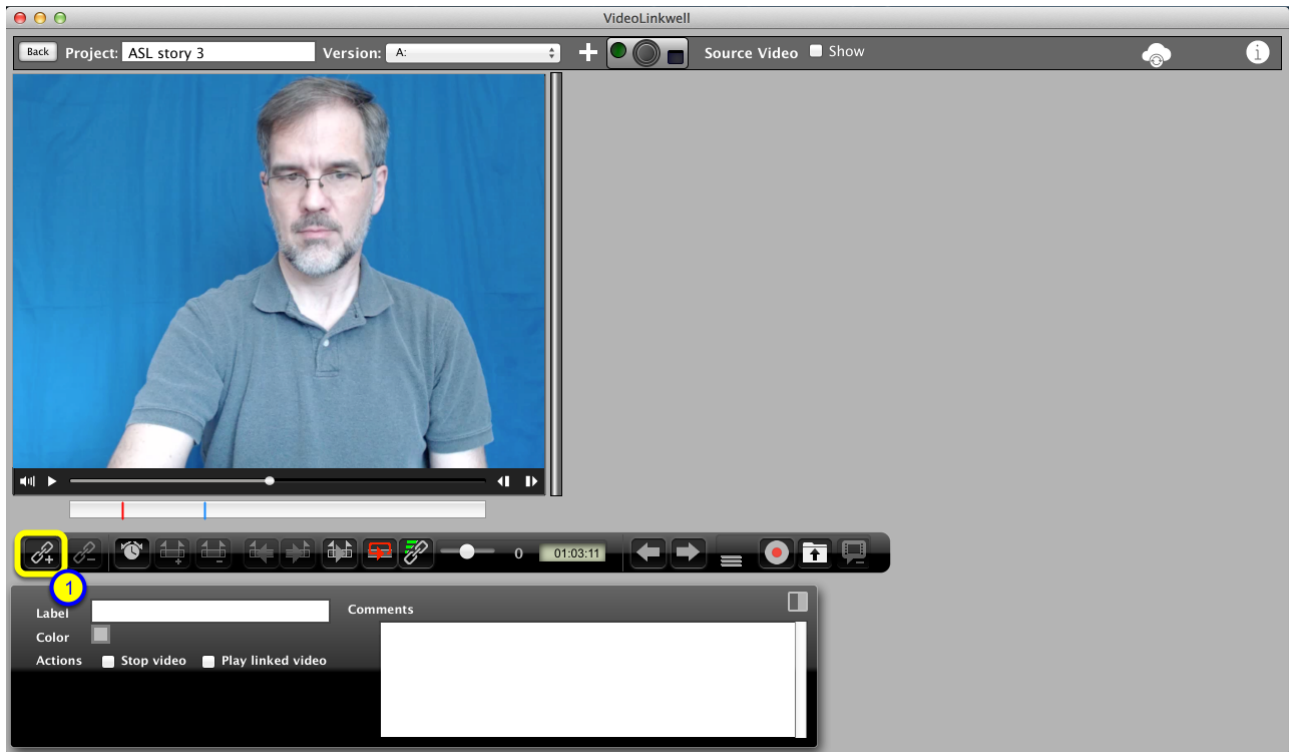 VideoLinkwell
Back Project: ASL story 3 Version: A: Source Video Show
0 01:03:11
1
Label Comments
Color
Actions Stop video Play linked video